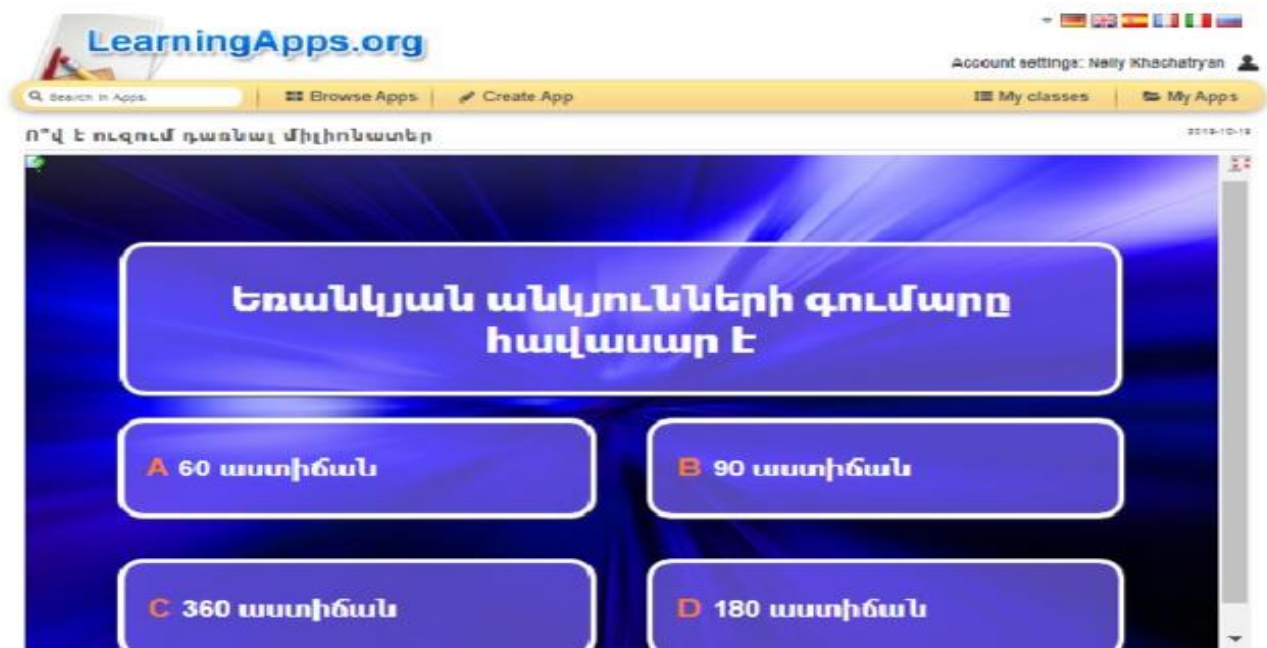 LearningApps.org
Account settings: Nelly Khachatryan
Search in Apps
Browse Apps
Create App
My classes
My Apps
Ո՞վ է ուզում դառնալ միլիոնատեր
Եռանկյան անկյունների գումարը
հավասար է
A 60 աստիճան
B 90 աստիճան
C 360 աստիճան
D 180 աստիճան